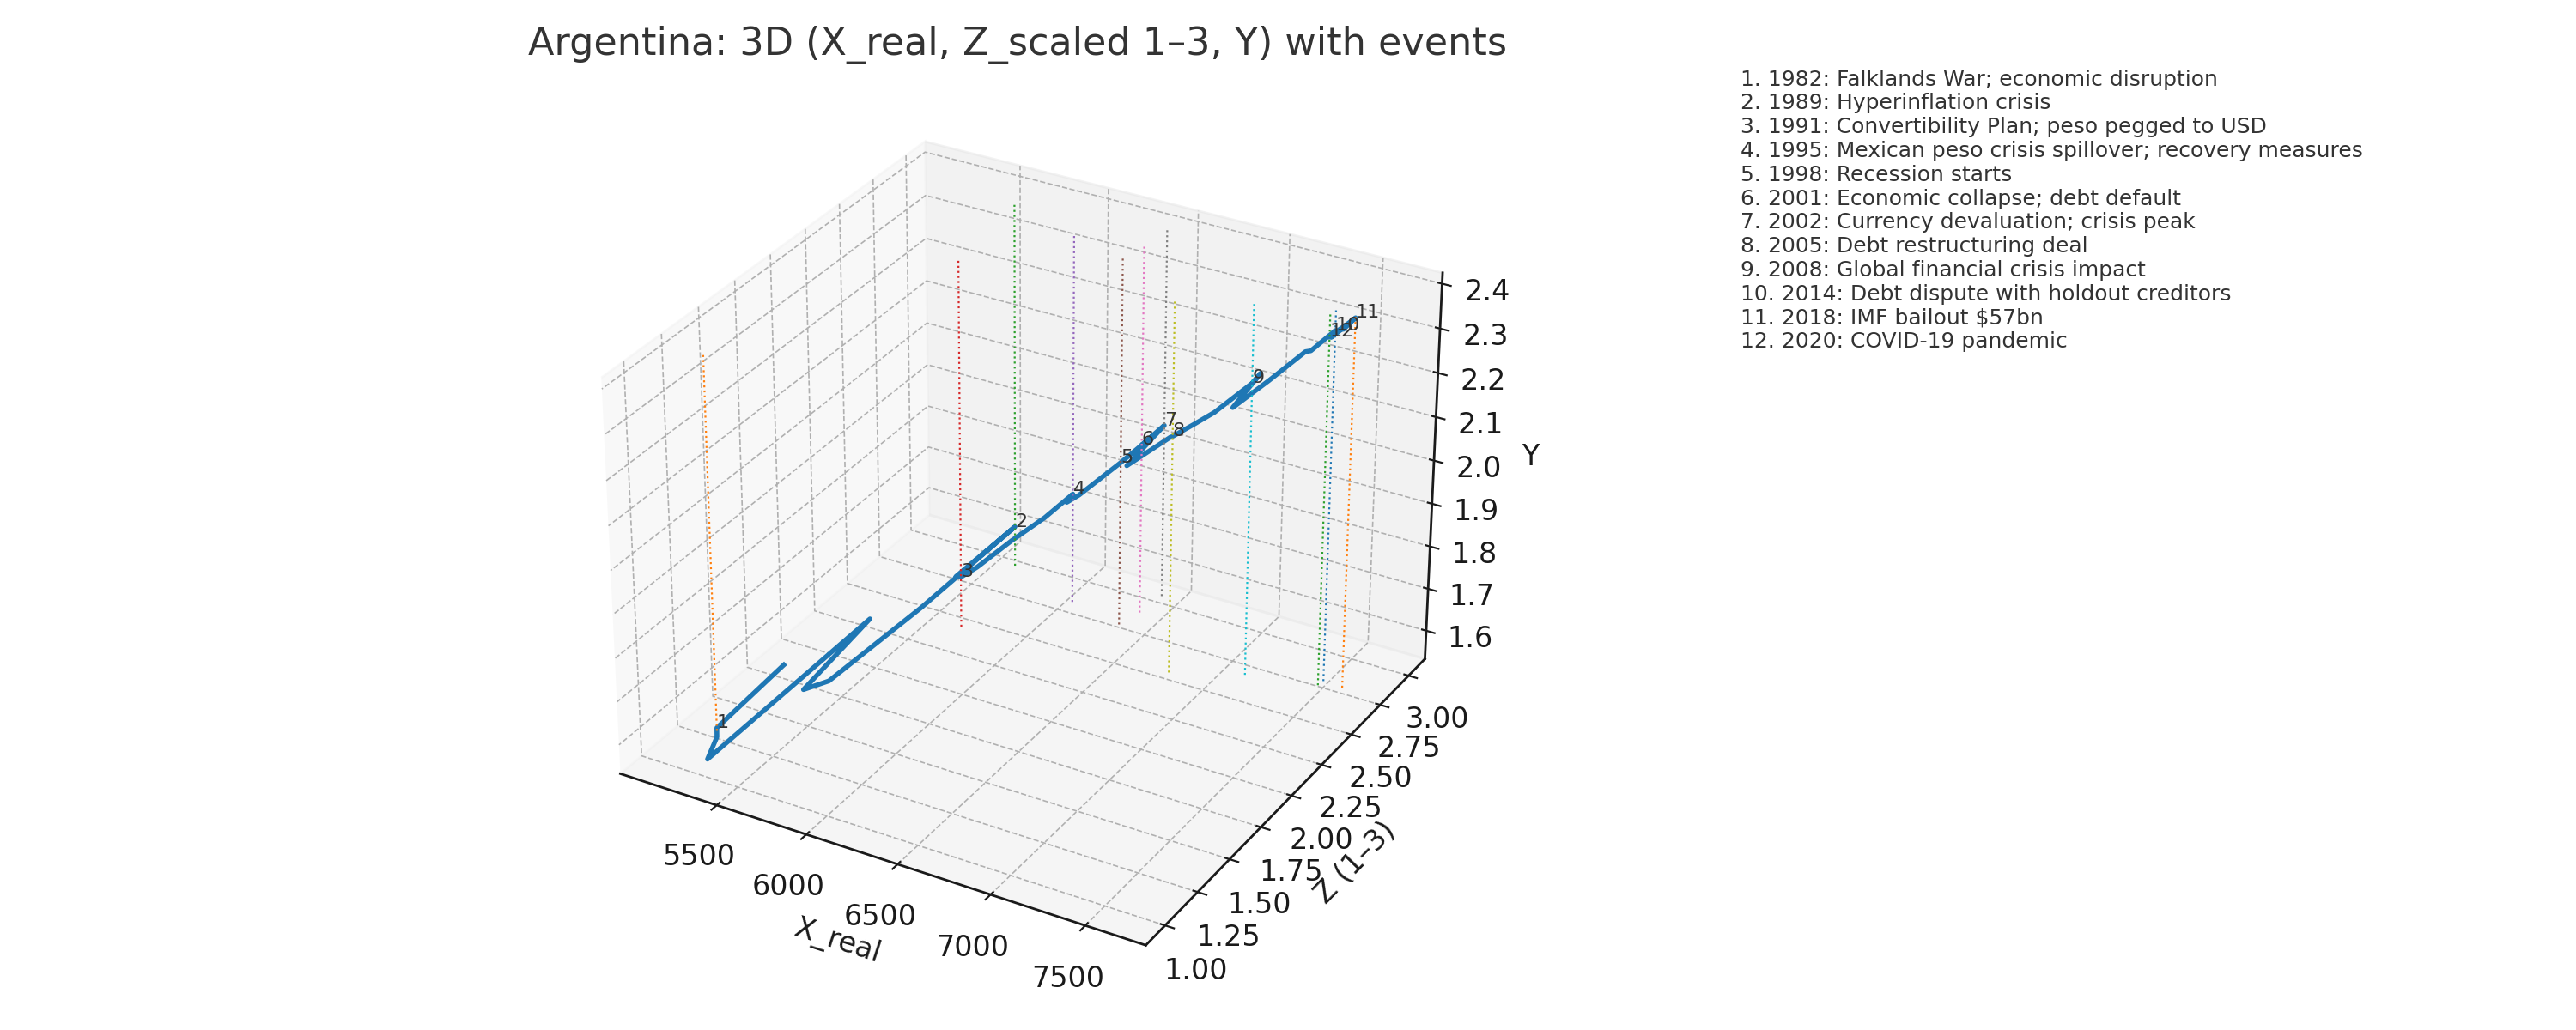 Argentina: 3D (X_real, Z_scaled 1–3, Y) with events
1. 1982: Falklands War; economic disruption
2. 1989: Hyperinflation crisis
3. 1991: Convertibility Plan; peso pegged to USD
4. 1995: Mexican peso crisis spillover; recovery measures
5. 1998: Recession starts
6. 2001: Economic collapse; debt default
7. 2002: Currency devaluation; crisis peak
8. 2005: Debt restructuring deal
9. 2008: Global financial crisis impact
10. 2014: Debt dispute with holdout creditors
11. 2018: IMF bailout $57bn
12. 2020: COVID-19 pandemic
2.4
2.3
2.2
2.1
2.0
1.9
1.8
1.7
1.6
Y
11
10
12
9
7
8
6
5
4
2
3
1
3.00
2.75
2.50
2.25
2.00
1.75
1.50
1.25
1.00
Z (1–3)
5500
6000
6500
7000
7500
X_real